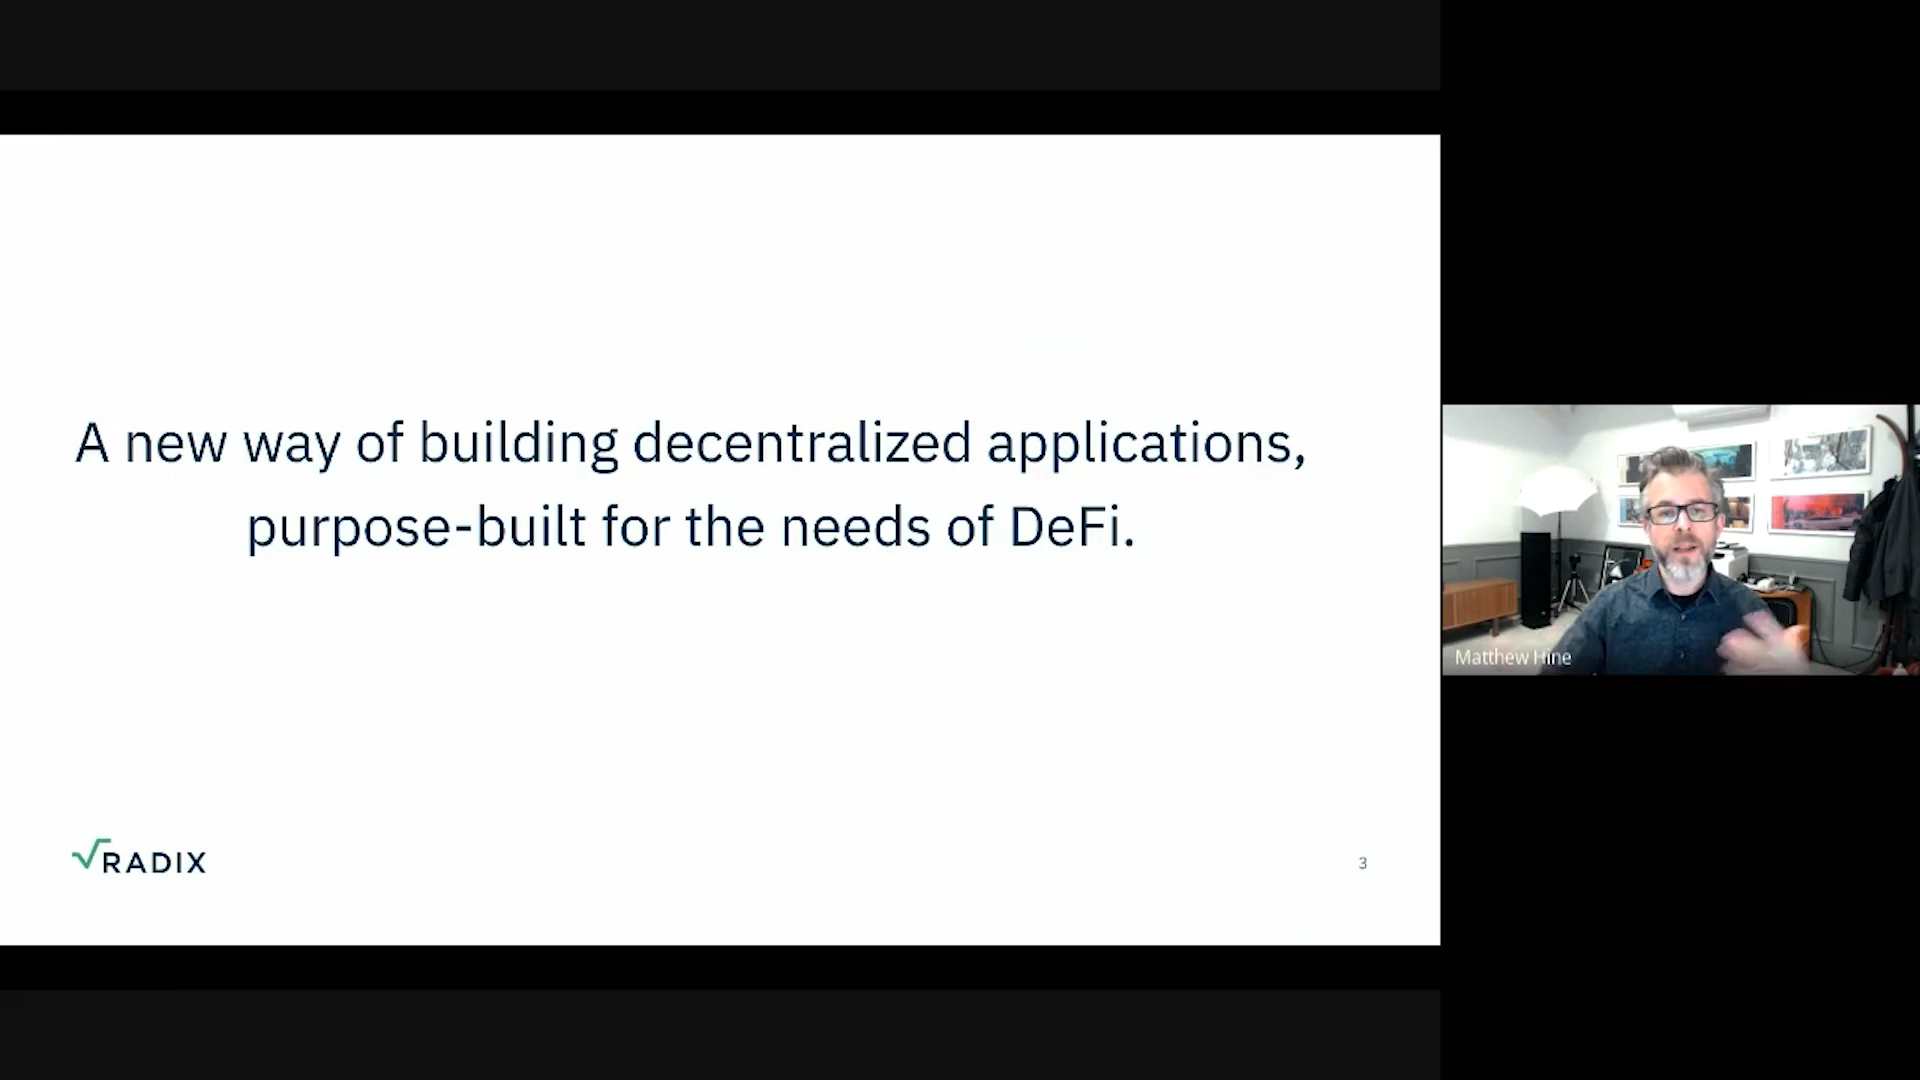 A new way of building decentralized applications,
purpose-built for the needs of DeFi.
RADIX
3
Matthew Hine